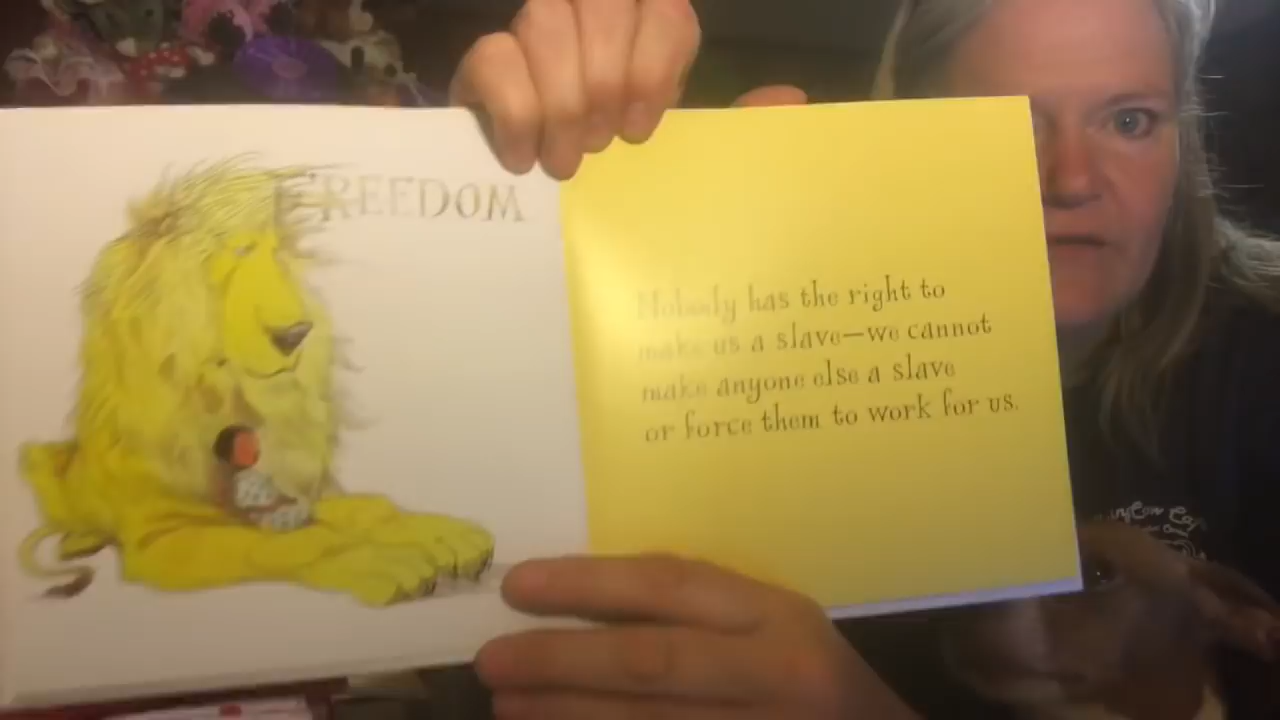 FREEDOM
Nobody has the right to
make us a slave—we cannot
make anyone else a slave
or force them to work for us.